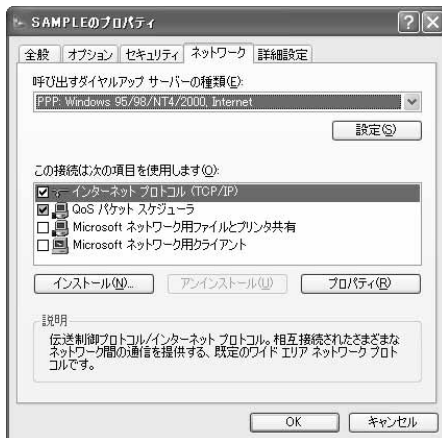 SAMPLEのプロパティ
全般 オプション セキュリティ ネットワーク 詳細設定
呼び出すダイヤルアップ サーバーの種類(E):
PPP: Windows 95/98/NT4/2000, Internet
設定(S)
この接続は次の項目を使用します(O):
インターネット プロトコル (TCP/IP)
QoS パケット スケジューラ
Microsoft ネットワーク用ファイルとプリンタ共有
Microsoft ネットワーク用クライアント
インストール(N)... アンインストール(U) プロパティ(R)
説明
伝送制御プロトコル/インターネット プロトコル。相互接続されたさまざまな
ネットワーク間の通信を提供する、既定のワイド エリア ネットワーク プロト
コルです。
OK キャンセル